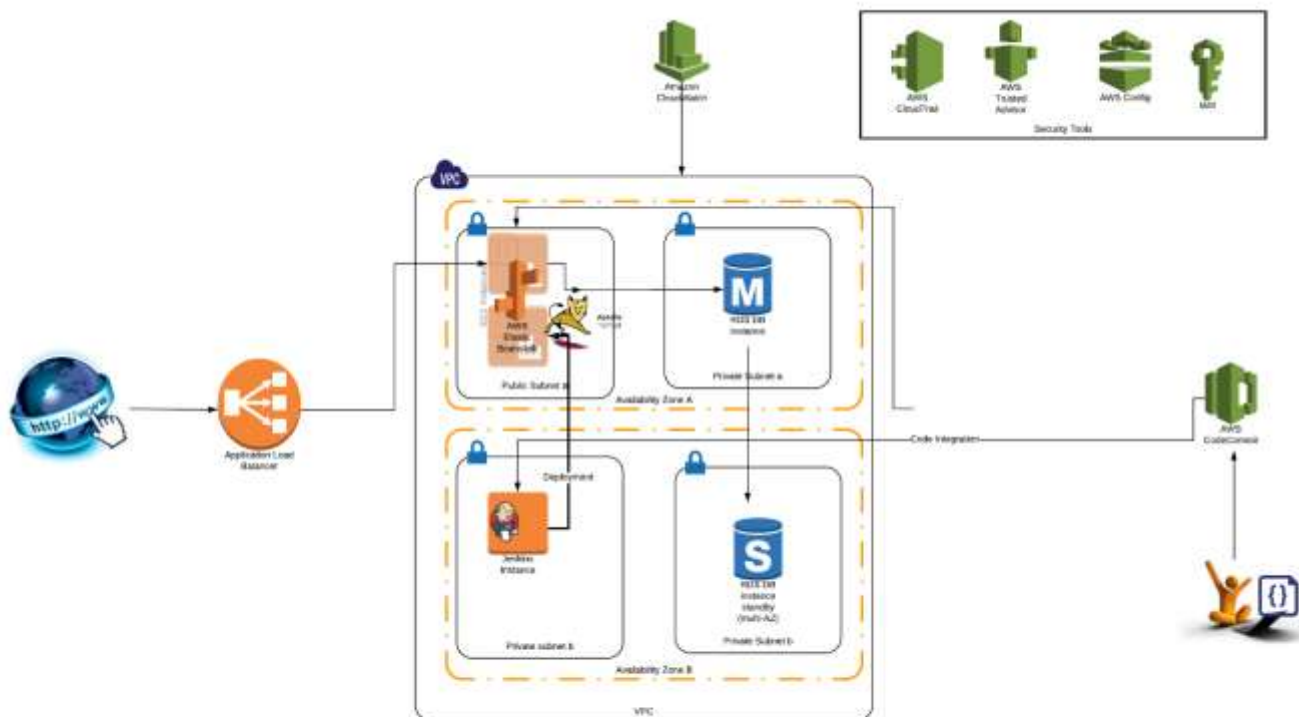 Amazon
CloudWatch
AWS
CloudTrail
AWS
Trusted
Advisor
AWS Config
IAM
Security Tools
VPC
AWS
Elastic
Beanstalk
Public Subnet a
M
RDS DB
Instance
Private Subnet a
Availability Zone A
http://www
Application Load
Balancer
Code Integration
AWS
CodeCommit
Deployment
Jenkins
Instance
Private subnet b
S
RDS DB
Instance
standby
(multi-AZ)
Private Subnet b
Availability Zone B
{}
VPC